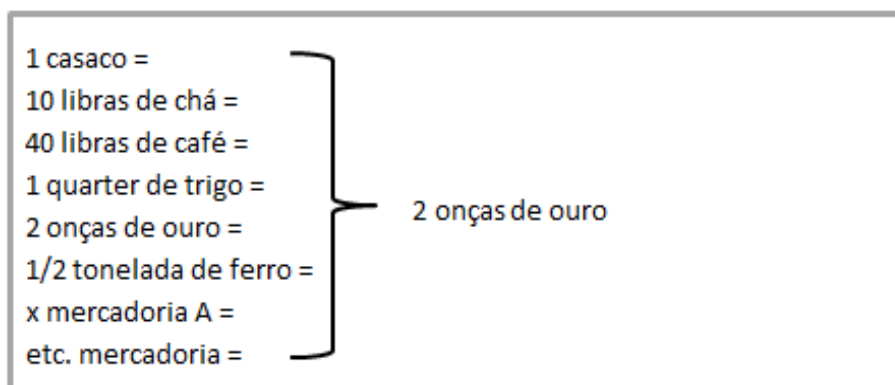 1 casaco =
10 libras de chá =
40 libras de café =
1 quarter de trigo =
2 onças de ouro =
1/2 tonelada de ferro =
x mercadoria A =
etc. mercadoria =
2 onças de ouro